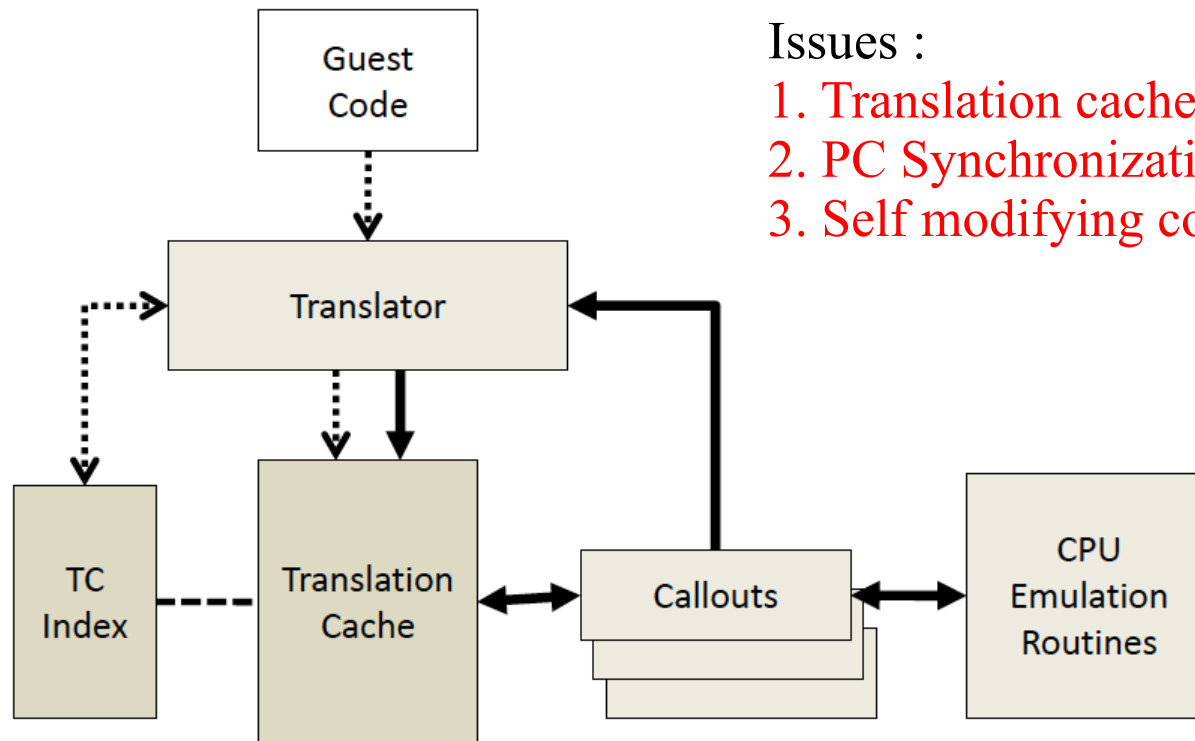 Issues :
1. Translation cache
2. PC Synchronizati
3. Self modifying co
Guest
Code
Translator
TC
Index
Translation
Cache
Callouts
CPU
Emulation
Routines